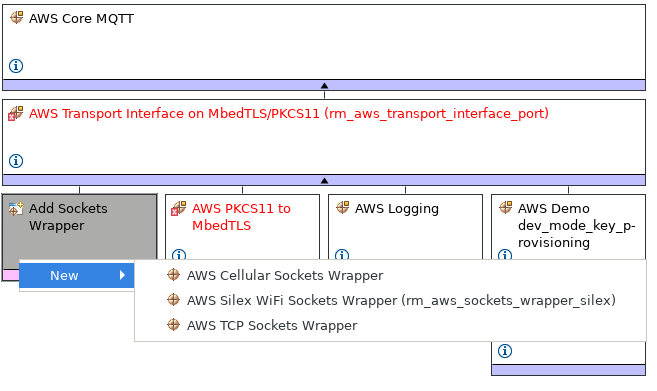 AWS Core MQTT
AWS Transport Interface on MbedTLS/PKCS11 (rm_aws_transport_interface_port)
Add Sockets
Wrapper
AWS PKCS11 to
MbedTLS
AWS Logging
AWS Demo
dev_mode_key_p-
rovisioning
New
AWS Cellular Sockets Wrapper
AWS Silex WiFi Sockets Wrapper (rm_aws_sockets_wrapper_silex)
AWS TCP Sockets Wrapper